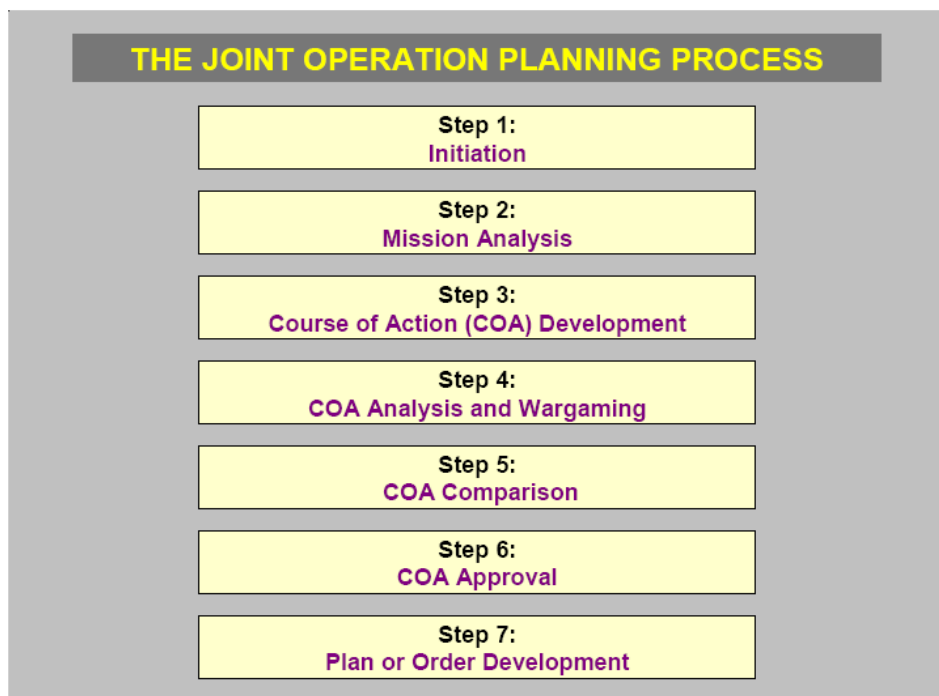 THE JOINT OPERATION PLANNING PROCESS
Step 1:
Initiation
Step 2:
Mission Analysis
Step 3:
Course of Action (COA) Development
Step 4:
COA Analysis and Wargaming
Step 5:
COA Comparison
Step 6:
COA Approval
Step 7:
Plan or Order Development